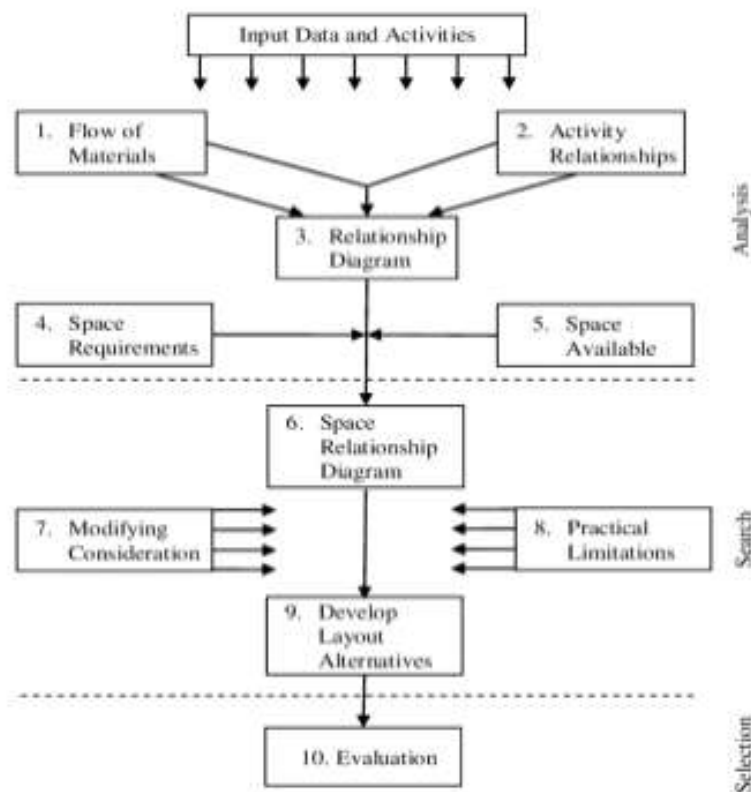 Input Data and Activities
1. Flow of
Materials
2. Activity
Relationships
3. Relationship
Diagram
Analysis
4. Space
Requirements
5. Space
Available
6. Space
Relationship
Diagram
7. Modifying
Consideration
8. Practical
Limitations
Search
9. Develop
Layout
Alternatives
10. Evaluation
Selection